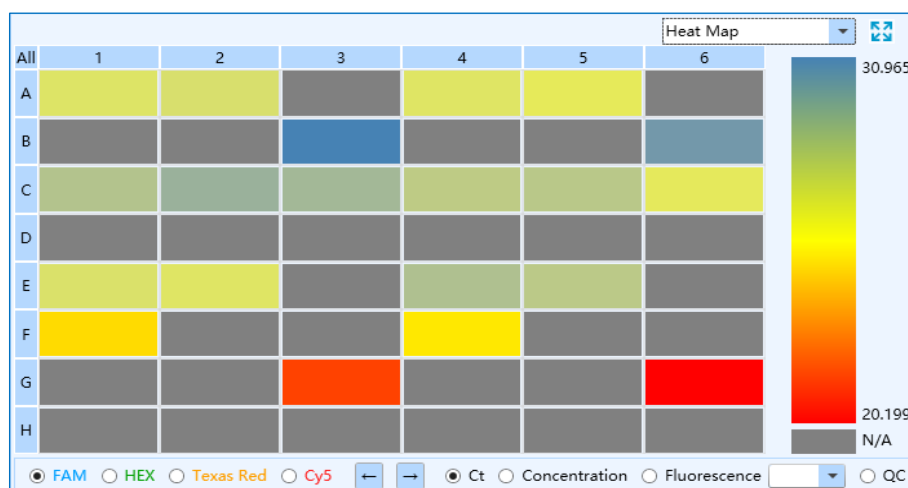 Heat Map
All 1 2 3 4 5 6
30.965
A
B
C
D
E
F
G
20.199
H
N/A
FAM HEX Texas Red Cy5 ← → Ct Concentration Fluorescence QC